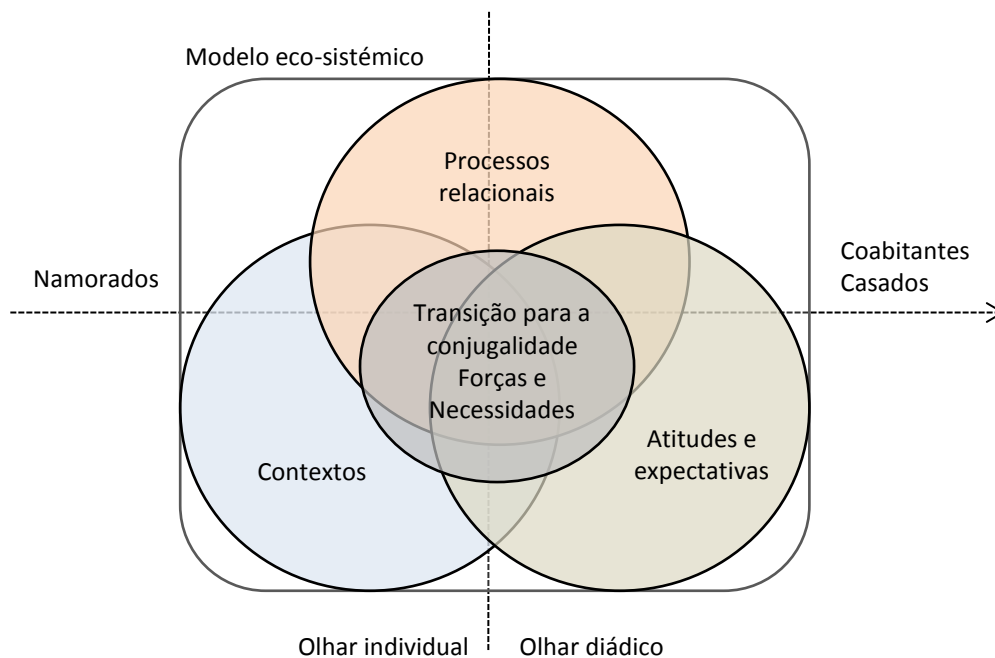 Modelo eco-sistémico
Processos
relacionais
Namorados
Coabitantes
Casados
Transição para a
conjugalidade
Forças e
Necessidades
Contextos
Atitudes e
expectativas
Olhar individual
Olhar diádico